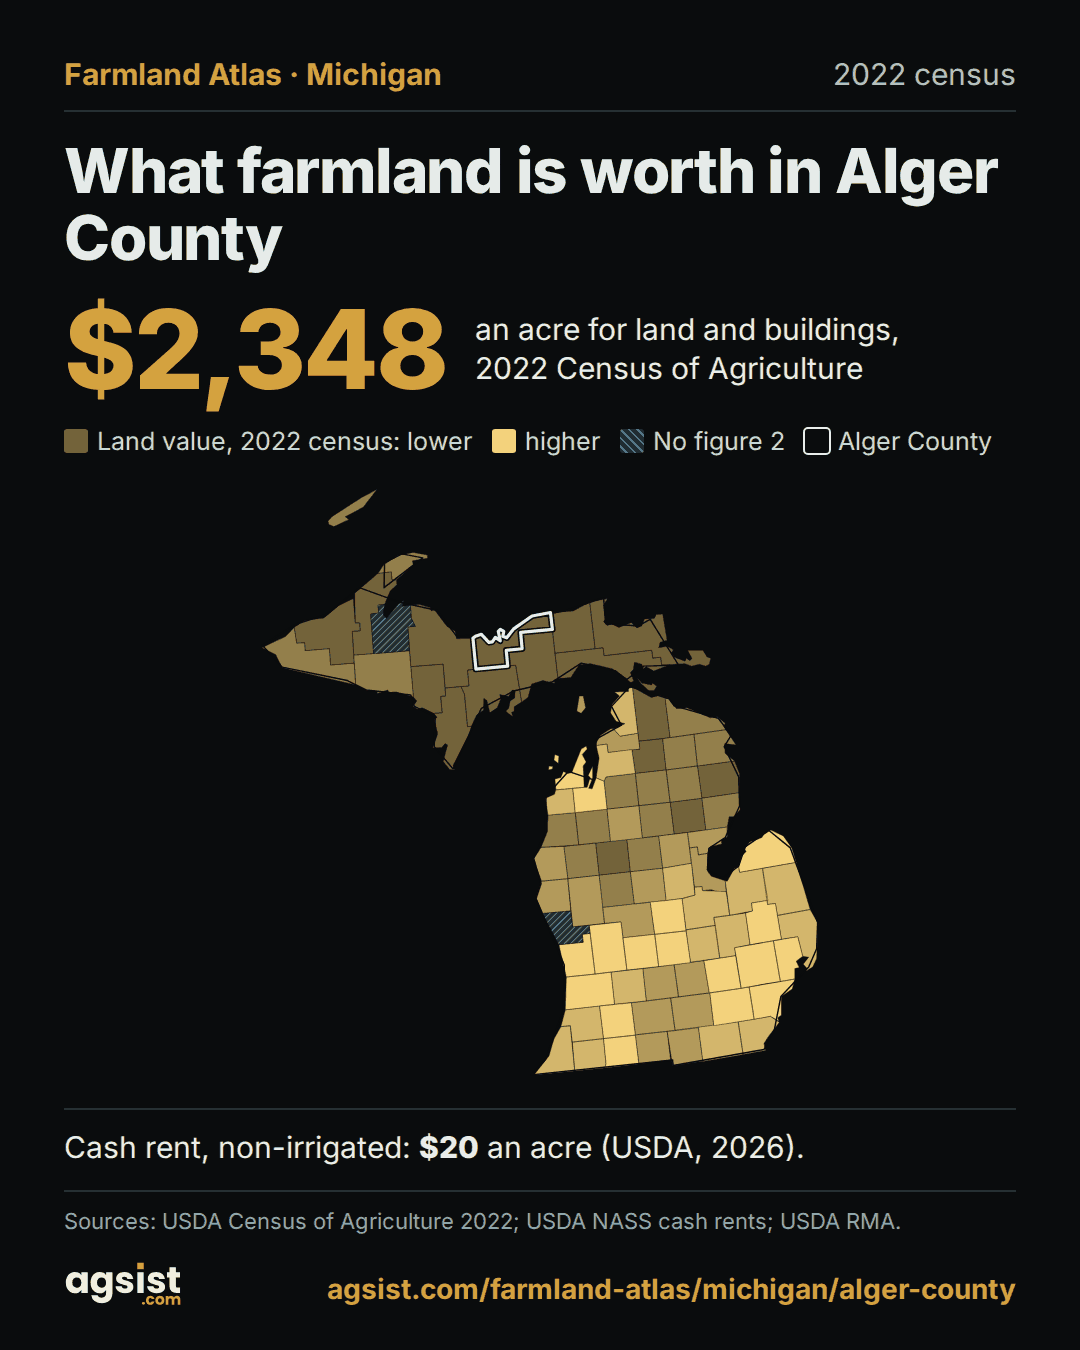 Farmland Atlas · Michigan
2022 census
What farmland is worth in Alger
County
$2,348
an acre for land and buildings,
2022 Census of Agriculture
Land value, 2022 census: lower
higher
No figure 2
Alger County
Cash rent, non-irrigated: $20 an acre (USDA, 2026).
Sources: USDA Census of Agriculture 2022; USDA NASS cash rents; USDA RMA.
agsist
.com
agsist.com/farmland-atlas/michigan/alger-county